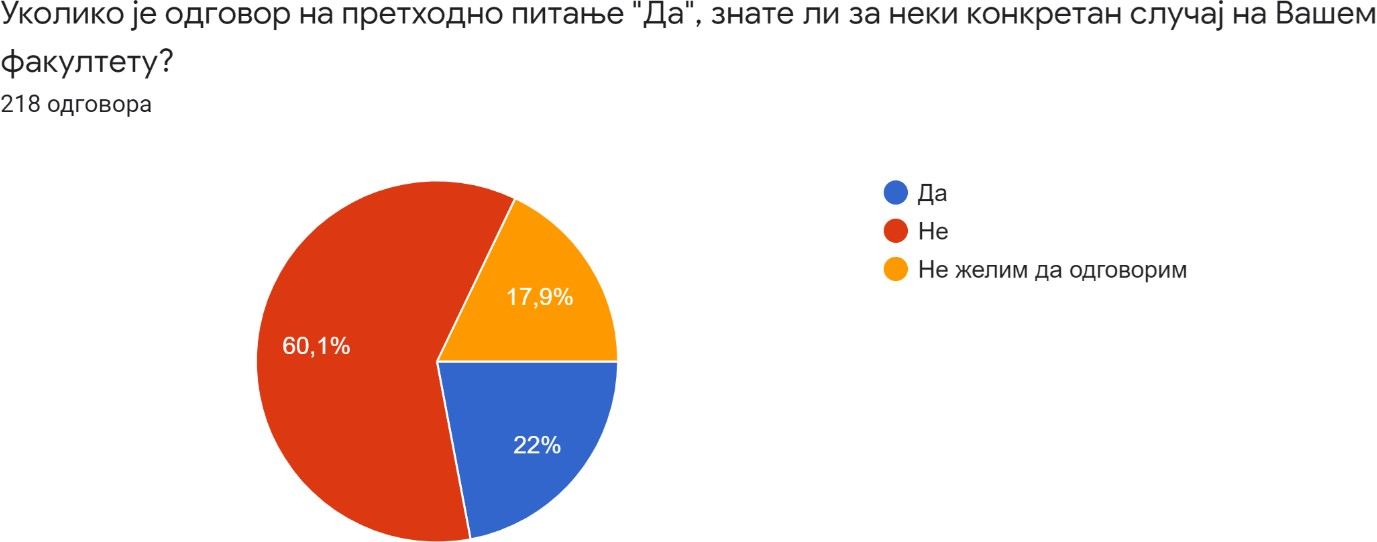 Уколико је одговор на претходно питање "Да", знате ли за неки конкретан случај на Вашем
факултету?
218 одговора
Да
Не
Не желим да одговорим
17,9%
60,1%
22%